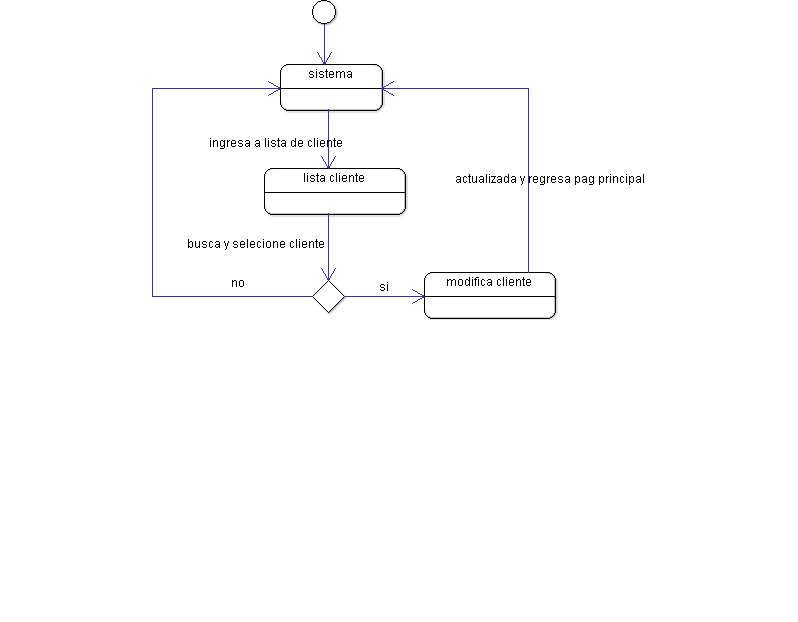 sistema
ingresa a lista de cliente
lista cliente
actualizada y regresa pag principal
busca y selecione cliente
no
si
modifica cliente